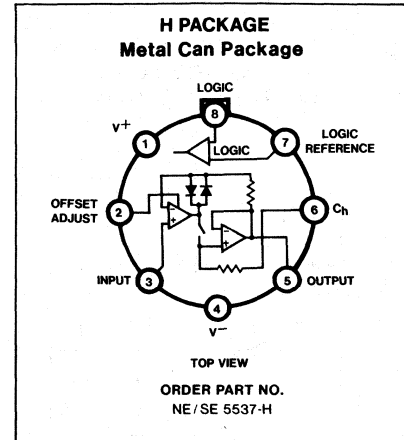 H PACKAGE
Metal Can Package
LOGIC
8
V+
1
LOGIC
7
LOGIC
REFERENCE
OFFSET
ADJUST
2
6
Ch
INPUT
3
5
OUTPUT
4
V−
TOP VIEW
ORDER PART NO.
NE/SE 5537-H